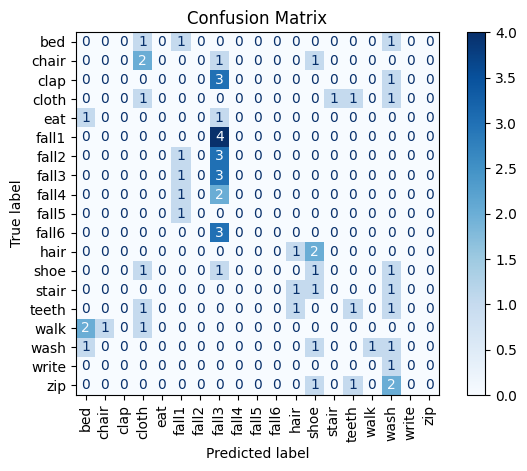 Confusion Matrix
True label
bed 0 0 0 1 0 1 0 0 0 0 0 0 0 0 0 0 1 0 0
chair 0 0 0 2 0 0 0 1 0 0 0 0 1 0 0 0 0 0 0
clap 0 0 0 0 0 0 0 3 0 0 0 0 0 0 0 0 1 0 0
cloth 0 0 0 1 0 0 0 0 0 0 0 0 0 1 1 0 1 0 0
eat 1 0 0 0 0 0 0 1 0 0 0 0 0 0 0 0 0 0 0
fall1 0 0 0 0 0 0 0 4 0 0 0 0 0 0 0 0 0 0 0
fall2 0 0 0 0 0 1 0 3 0 0 0 0 0 0 0 0 0 0 0
fall3 0 0 0 0 0 1 0 3 0 0 0 0 0 0 0 0 0 0 0
fall4 0 0 0 0 0 1 0 2 0 0 0 0 0 0 0 0 0 0 0
fall5 0 0 0 0 0 1 0 0 0 0 0 0 0 0 0 0 0 0 0
fall6 0 0 0 0 0 0 0 3 0 0 0 0 0 0 0 0 0 0 0
hair 0 0 0 0 0 0 0 0 0 0 0 1 2 0 0 0 0 0 0
shoe 0 0 0 1 0 0 0 1 0 0 0 0 1 0 0 0 1 0 0
stair 0 0 0 0 0 0 0 0 0 0 0 1 1 0 0 0 1 0 0
teeth 0 0 0 1 0 0 0 0 0 0 0 1 0 0 1 0 1 0 0
walk 2 1 0 1 0 0 0 0 0 0 0 0 0 0 0 0 0 0 0
wash 1 0 0 0 0 0 0 0 0 0 0 0 1 0 0 1 1 0 0
write 0 0 0 0 0 0 0 0 0 0 0 0 0 0 0 0 1 0 0
zip 0 0 0 0 0 0 0 0 0 0 0 0 1 0 1 0 2 0 0
bed chair clap cloth eat fall1 fall2 fall3 fall4 fall5 fall6 hair shoe stair teeth walk wash write zip
Predicted label
4.0
3.5
3.0
2.5
2.0
1.5
1.0
0.5
0.0